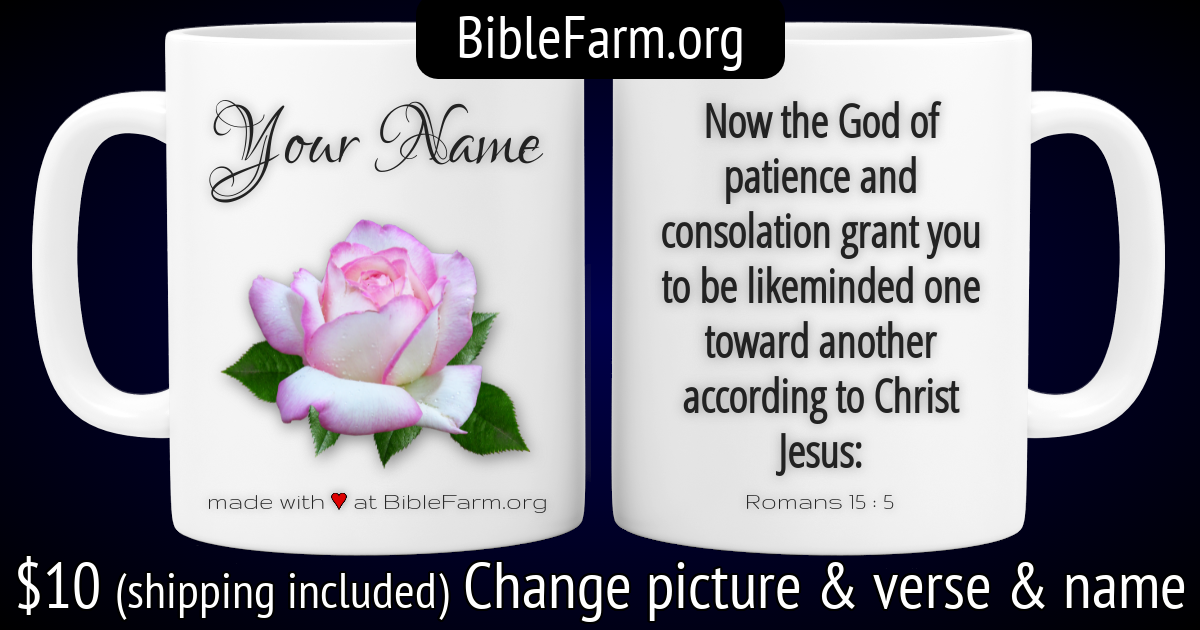 BibleFarm.org
Your Name
made with ♥ at BibleFarm.org
Now the God of
patience and
consolation grant you
to be likeminded one
toward another
according to Christ
Jesus:
Romans 15 : 5
$10 (shipping included) Change picture & verse & name